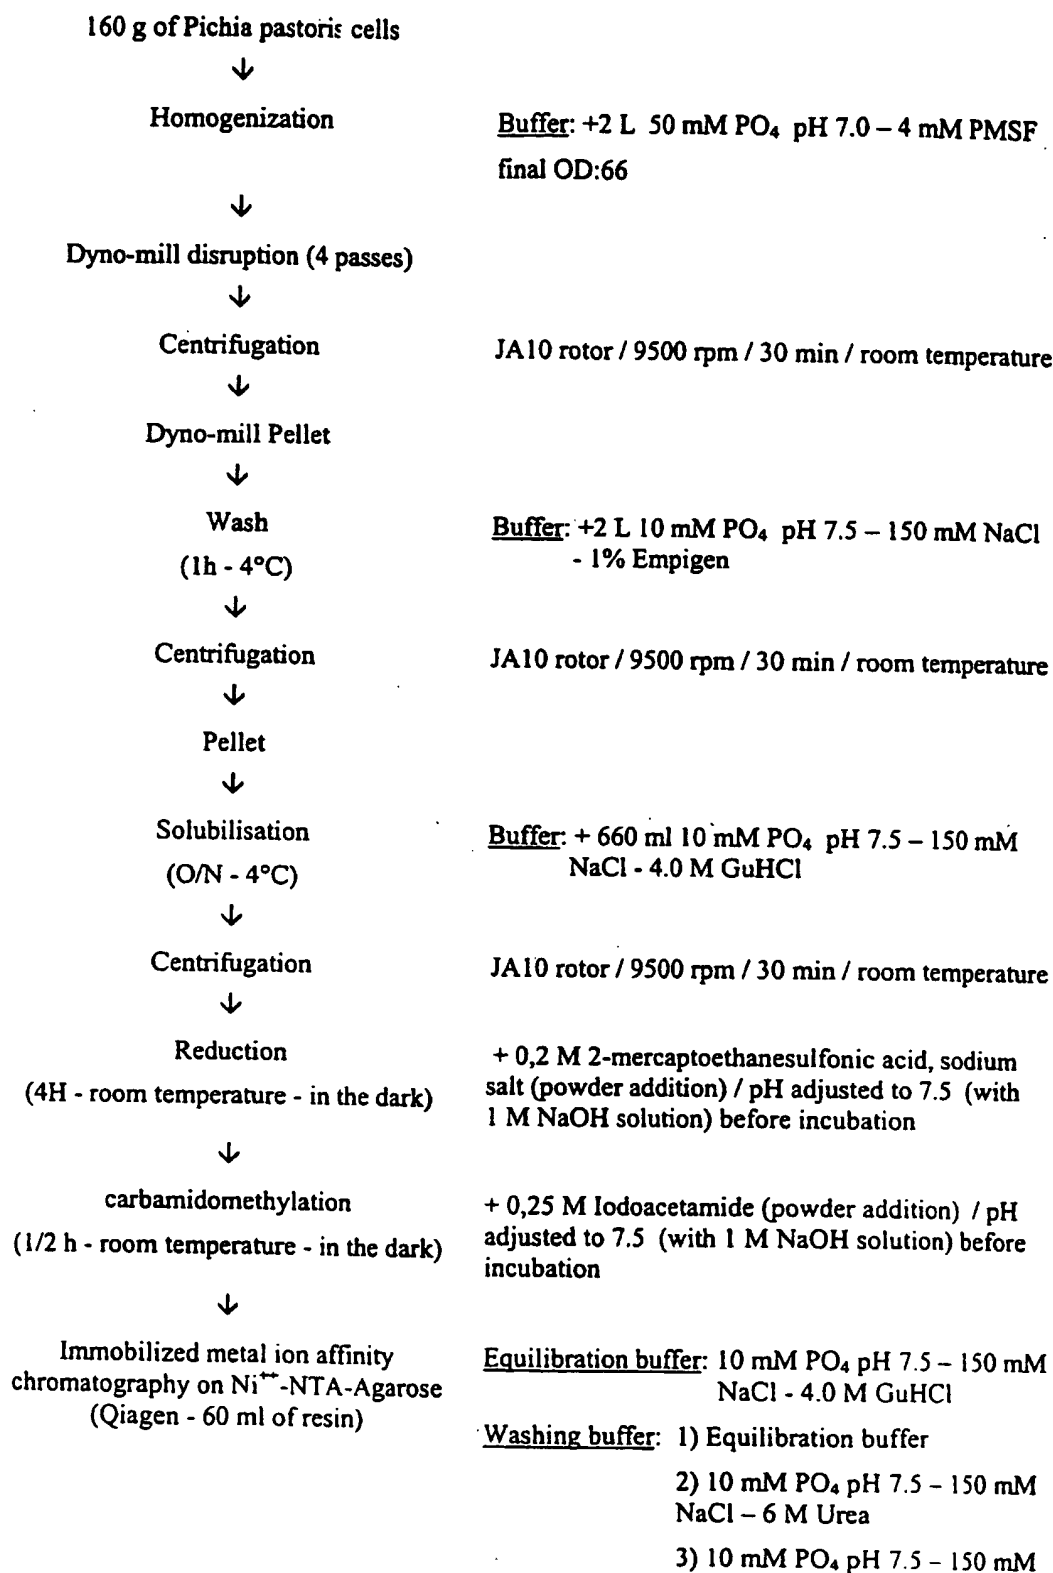 160 g of Pichia pastoris cells
↓
Homogenization
Buffer: +2 L 50 mM PO₄ pH 7.0 – 4 mM PMSF
final OD:66
↓
Dyno-mill disruption (4 passes)
↓
Centrifugation
JA10 rotor / 9500 rpm / 30 min / room temperature
↓
Dyno-mill Pellet
↓
Wash
(1h - 4°C)
Buffer: +2 L 10 mM PO₄ pH 7.5 – 150 mM NaCl
- 1% Empigen
↓
Centrifugation
JA10 rotor / 9500 rpm / 30 min / room temperature
↓
Pellet
↓
Solubilisation
(O/N - 4°C)
Buffer: + 660 ml 10 mM PO₄ pH 7.5 – 150 mM
NaCl - 4.0 M GuHCl
↓
Centrifugation
JA10 rotor / 9500 rpm / 30 min / room temperature
↓
Reduction
(4H - room temperature - in the dark)
+ 0,2 M 2-mercaptoethanesulfonic acid, sodium
salt (powder addition) / pH adjusted to 7.5 (with
1 M NaOH solution) before incubation
↓
carbamidomethylation
(1/2 h - room temperature - in the dark)
+ 0,25 M Iodoacetamide (powder addition) / pH
adjusted to 7.5 (with 1 M NaOH solution) before
incubation
↓
Immobilized metal ion affinity
chromatography on Ni⁺⁺-NTA-Agarose
(Qiagen - 60 ml of resin)
Equilibration buffer: 10 mM PO₄ pH 7.5 – 150 mM
NaCl - 4.0 M GuHCl
Washing buffer: 1) Equilibration buffer
2) 10 mM PO₄ pH 7.5 – 150 mM
NaCl – 6 M Urea
3) 10 mM PO₄ pH 7.5 – 150 mM